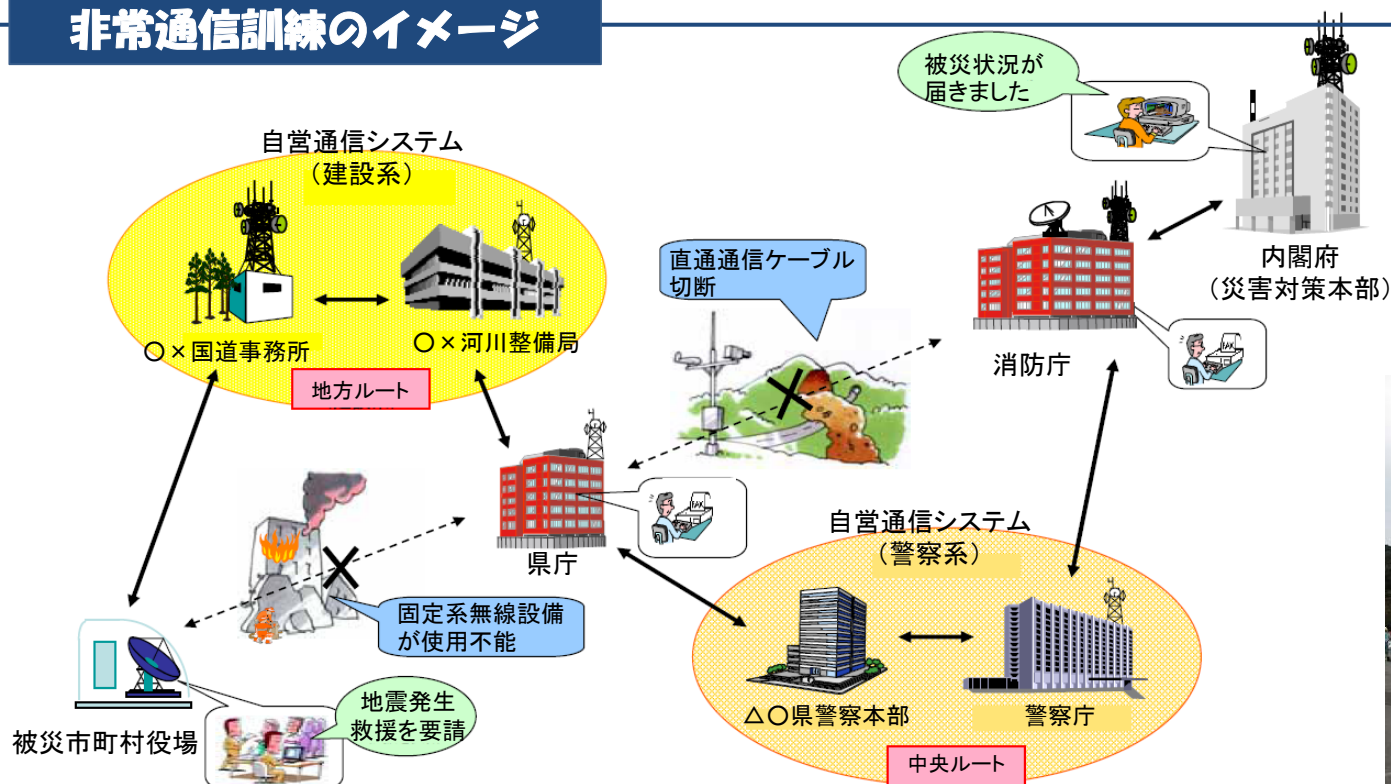 非常通信訓練のイメージ
被災状況が
届きました
内閣府
（災害対策本部）
自営通信システム
（建設系）
○×国道事務所
○×河川整備局
地方ルート
直通通信ケーブル
切断
消防庁
FAX
県庁
FAX
固定系無線設備
が使用不能
自営通信システム
（警察系）
△○県警察本部
警察庁
中央ルート
地震発生
救援を要請
被災市町村役場